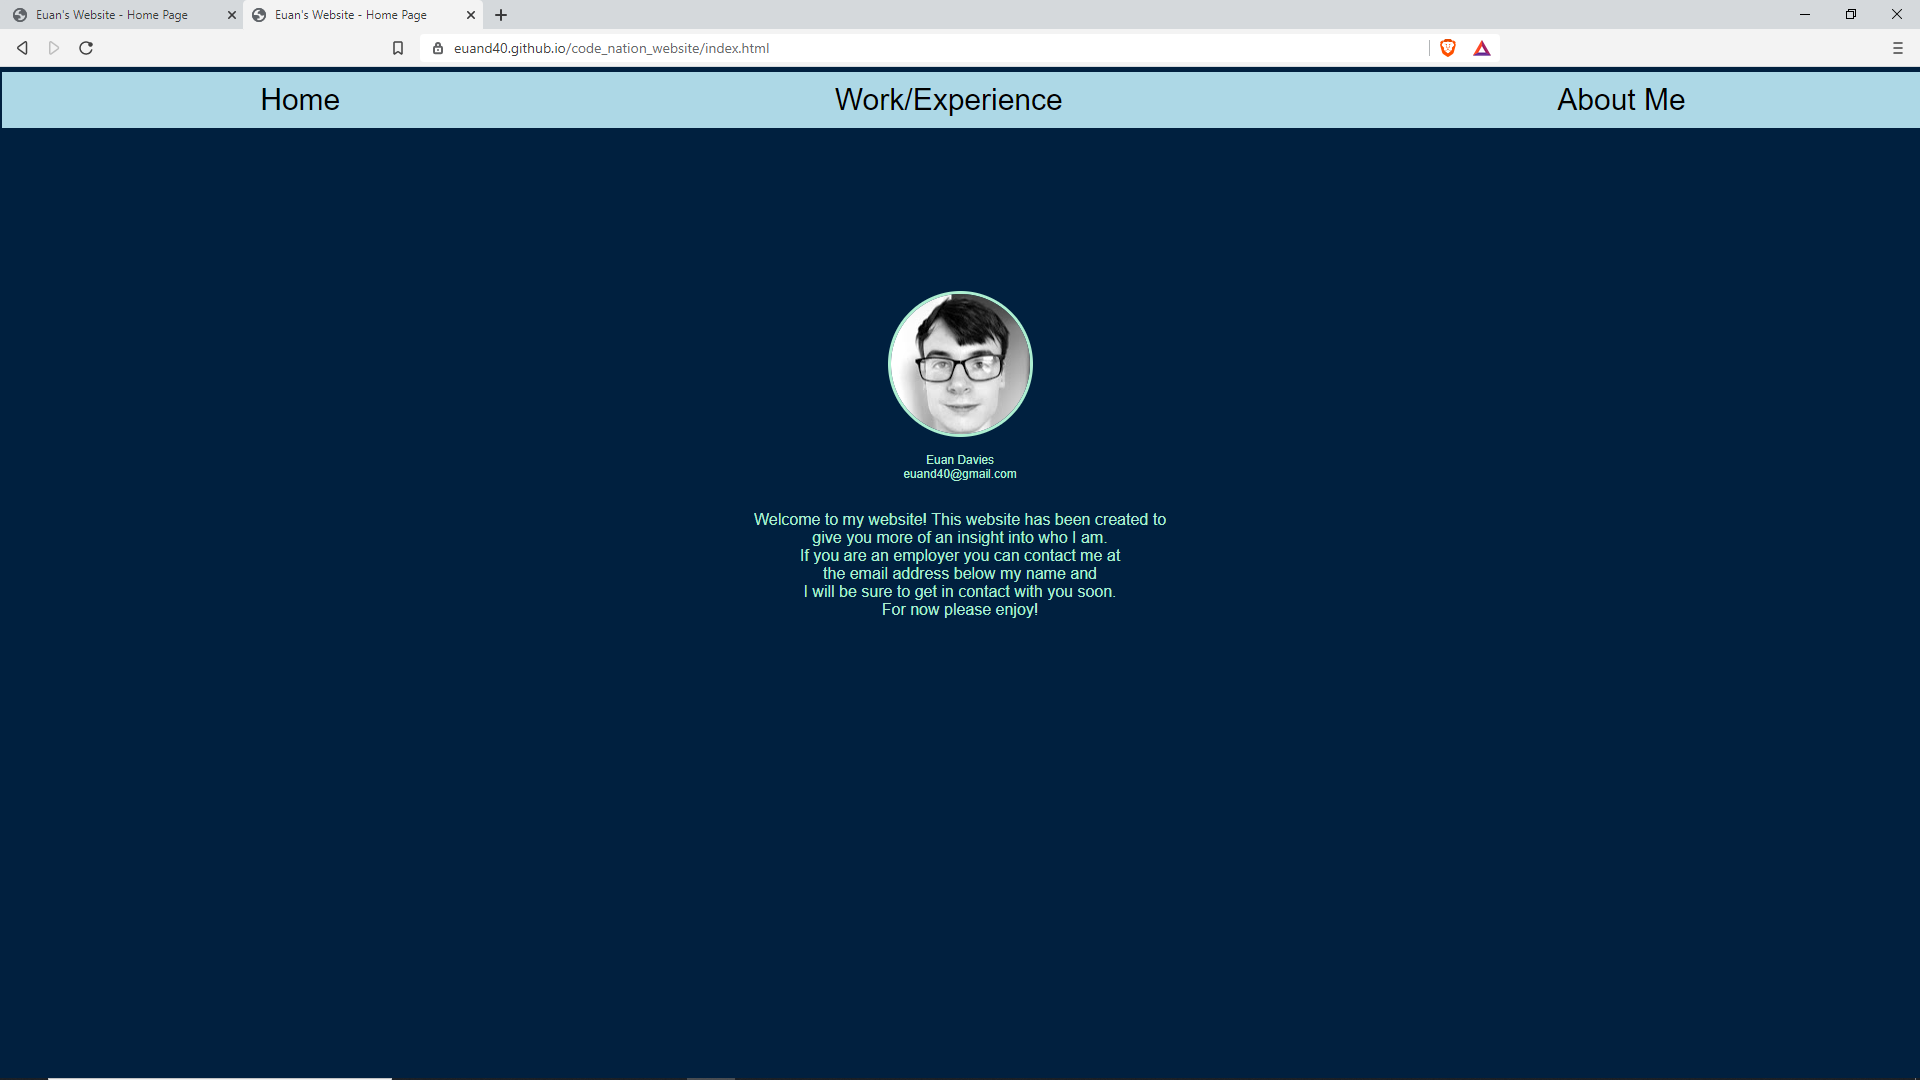 Euan's Website - Home Page
Euan's Website - Home Page
euand40.github.io/code_nation_website/index.html
Home
Work/Experience
About Me
Euan Davies
euand40@gmail.com
Welcome to my website! This website has been created to
give you more of an insight into who I am.
If you are an employer you can contact me at
the email address below my name and
I will be sure to get in contact with you soon.
For now please enjoy!